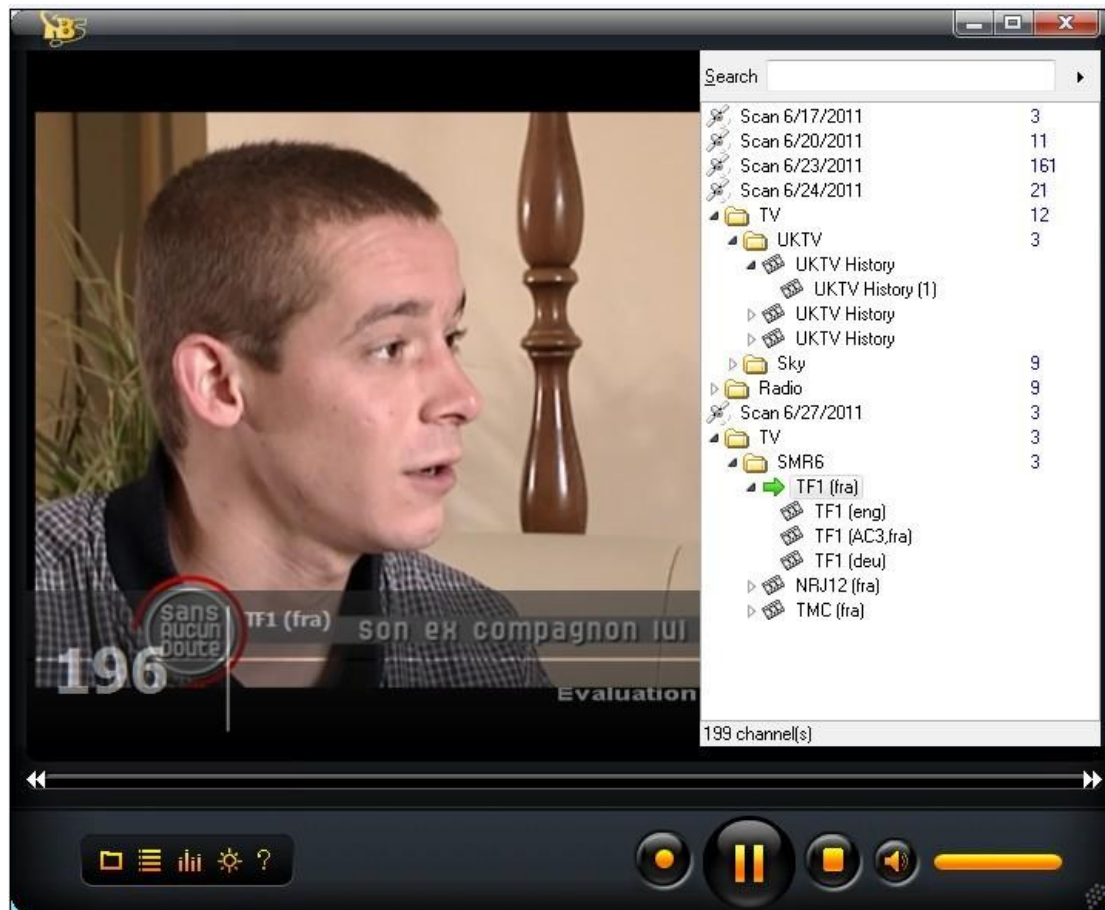 Search
Scan 6/17/2011 3
Scan 6/20/2011 11
Scan 6/23/2011 161
Scan 6/24/2011 21
TV 12
UKTV 3
UKTV History
UKTV History (1)
UKTV History
UKTV History
Sky 9
Radio 9
Scan 6/27/2011 3
TV 3
SMR6 3
TF1 (fra)
TF1 (eng)
TF1 (AC3,fra)
TF1 (deu)
NRJ12 (fra)
TMC (fra)
199 channel(s)
sans
aucun
doute
TF1 (fra)
son ex compagnon lui
196
Evaluation
?